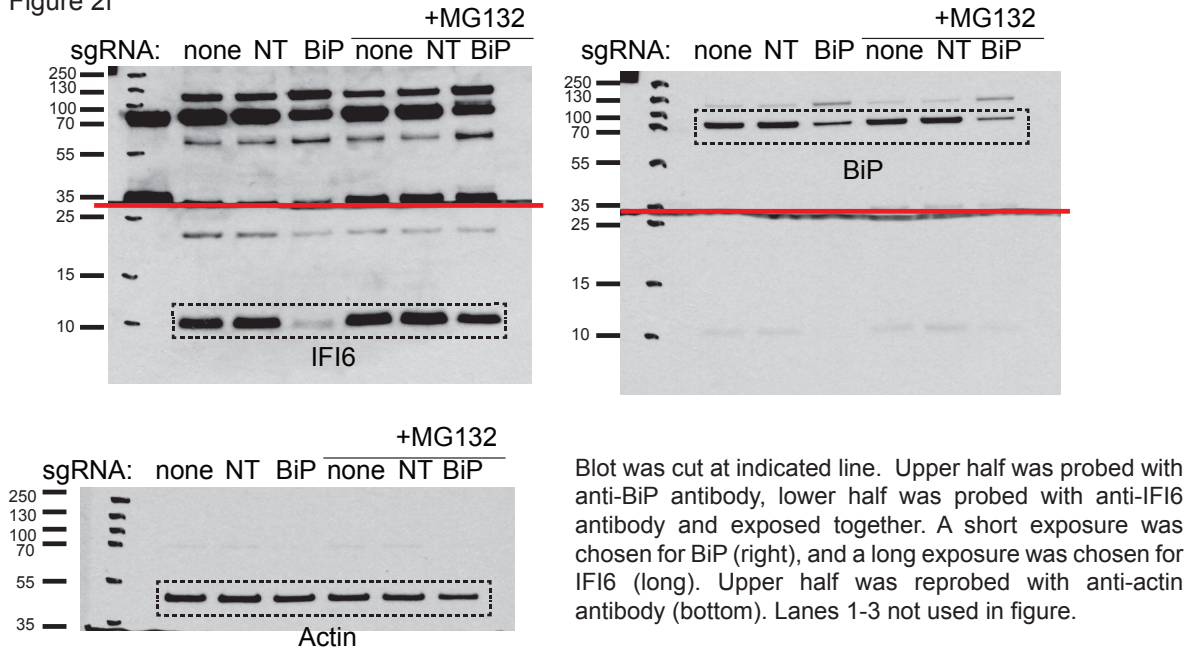 Figure 2f
+MG132
sgRNA: none NT BiP none NT BiP
250
130
100
70
55
35
25
15
10
IFI6
+MG132
sgRNA: none NT BiP none NT BiP
250
130
100
70
55
35
25
15
10
BiP
+MG132
sgRNA: none NT BiP none NT BiP
250
130
100
70
55
35
Actin
Blot was cut at indicated line. Upper half was probed with
anti-BiP antibody, lower half was probed with anti-IFI6
antibody and exposed together. A short exposure was
chosen for BiP (right), and a long exposure was chosen for
IFI6 (long). Upper half was reprobed with anti-actin
antibody (bottom). Lanes 1-3 not used in figure.